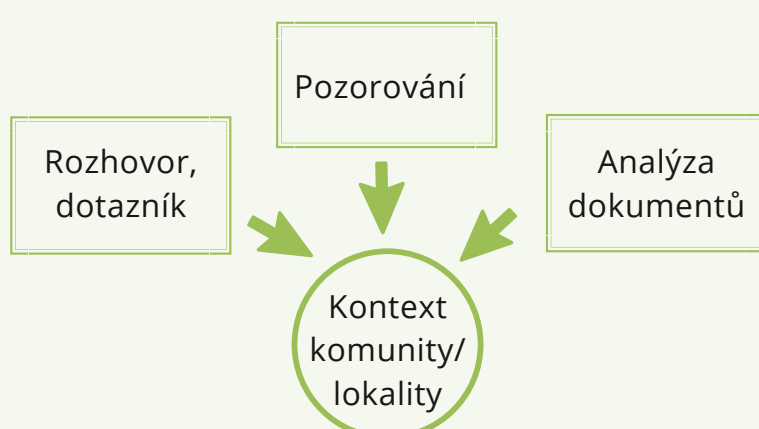 Pozorování
Rozhovor,
dotazník
Analýza
dokumentů
Kontext
komunity/
lokality